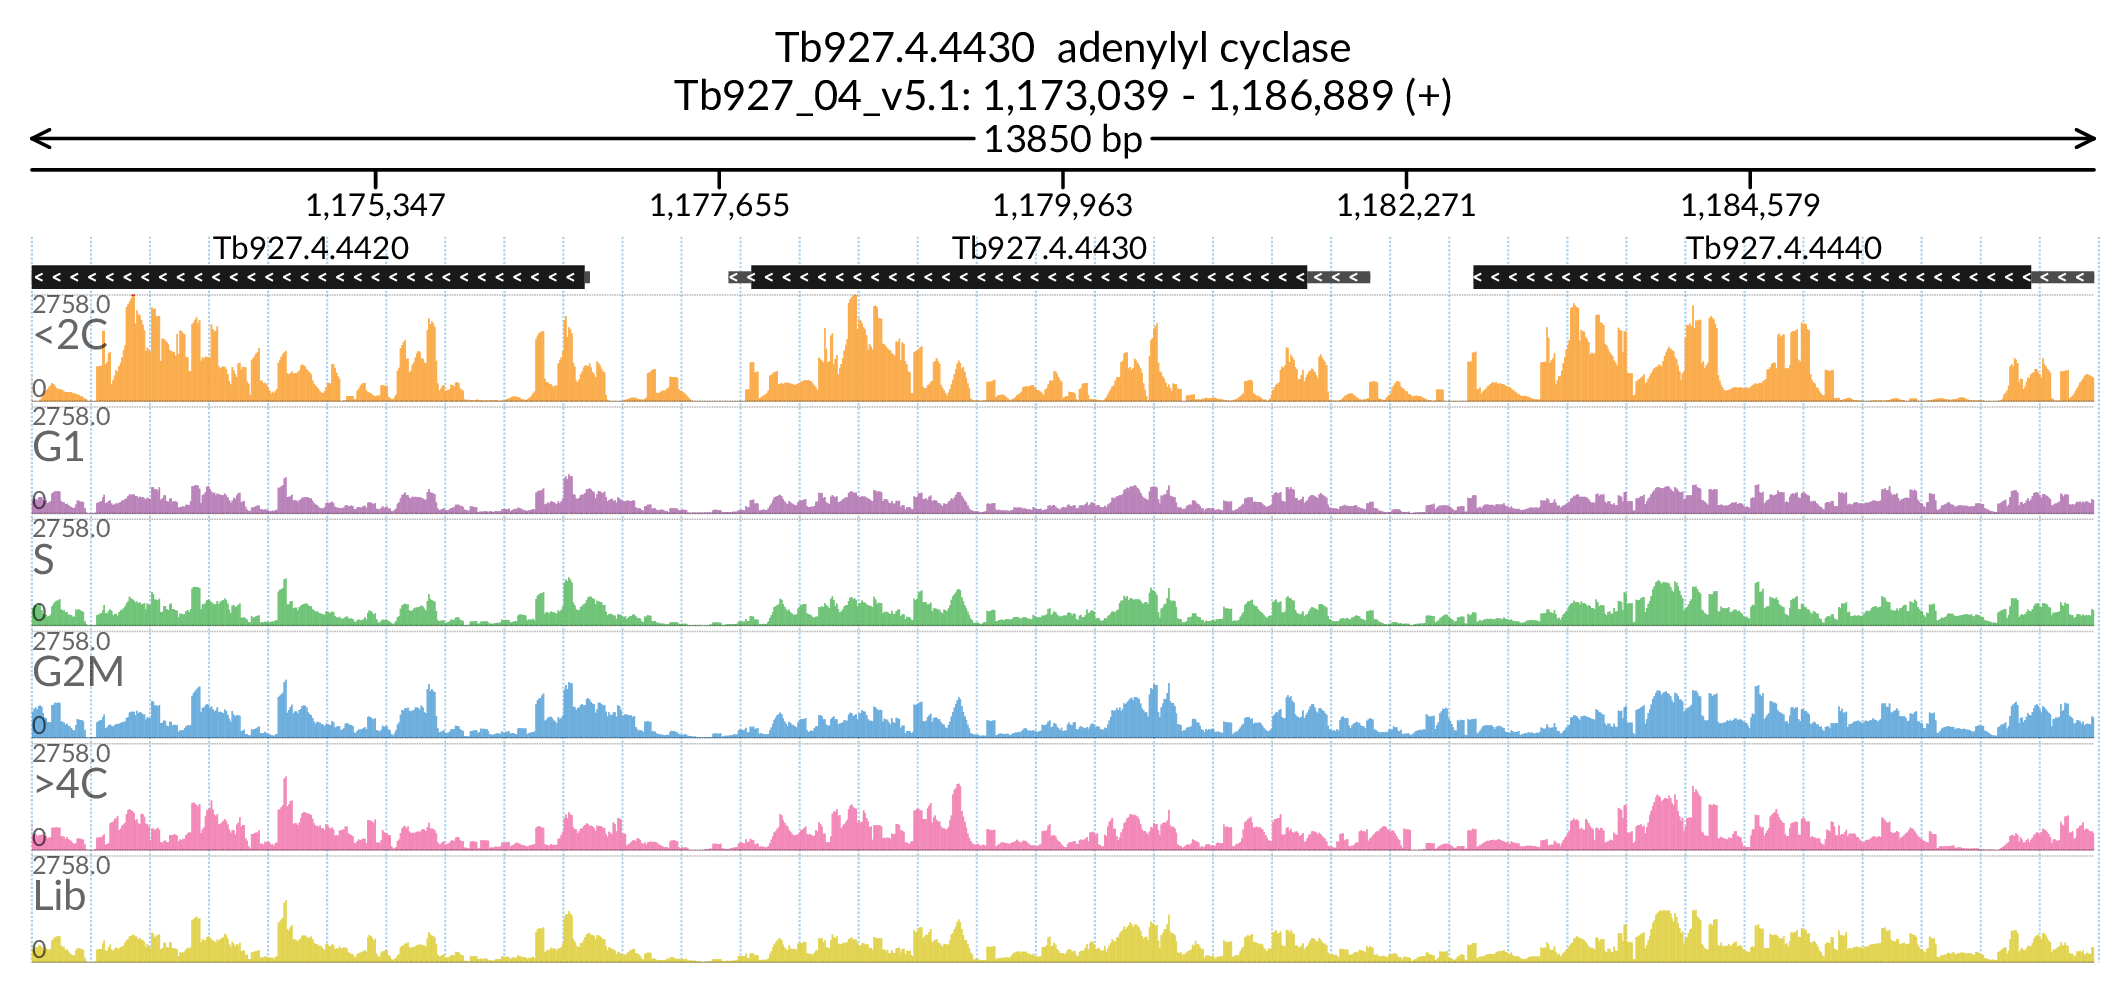 Tb927.4.4430 adenylyl cyclase
Tb927_04_v5.1: 1,173,039 - 1,186,889 (+)
13850 bp
1,175,347 1,177,655 1,179,963 1,182,271 1,184,579
Tb927.4.4420 Tb927.4.4430 Tb927.4.4440
2758.0
<2C
0
2758.0
G1
0
2758.0
S
0
2758.0
G2M
0
2758.0
>4C
0
2758.0
Lib
0